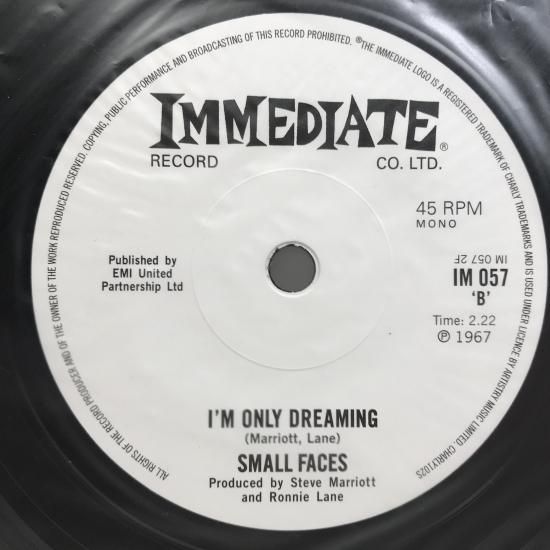 ALL RIGHTS OF THE RECORD PRODUCER AND OF THE OWNER OF THE WORK REPRODUCED RESERVED. COPYING, PUBLIC PERFORMANCE AND BROADCASTING OF THIS RECORD PROHIBITED. ®THE IMMEDIATE LOGO IS A REGISTERED TRADEMARK OF CHARLY TRADEMARKS AND IS USED UNDER LICENCE BY ARTISTRY MUSIC LIMITED. CHARLY102S
IMMEDIATE®
RECORD CO. LTD.
45 RPM
MONO
Published by
EMI United
Partnership Ltd
IM 057 2F
IM 057
'B'
Time: 2.22
℗ 1967
I'M ONLY DREAMING
(Marriott, Lane)
SMALL FACES
Produced by Steve Marriott
and Ronnie Lane